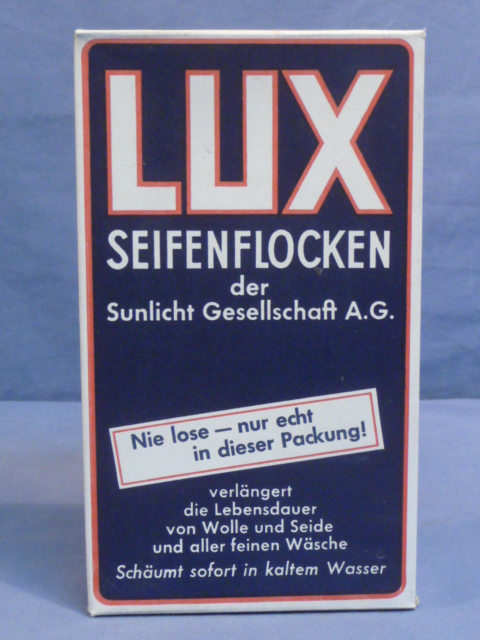 LUX
SEIFENFLOCKEN
der
Sunlicht Gesellschaft A.G.
Nie lose – nur echt
in dieser Packung!
verlängert
die Lebensdauer
von Wolle und Seide
und aller feinen Wäsche
Schäumt sofort in kaltem Wasser